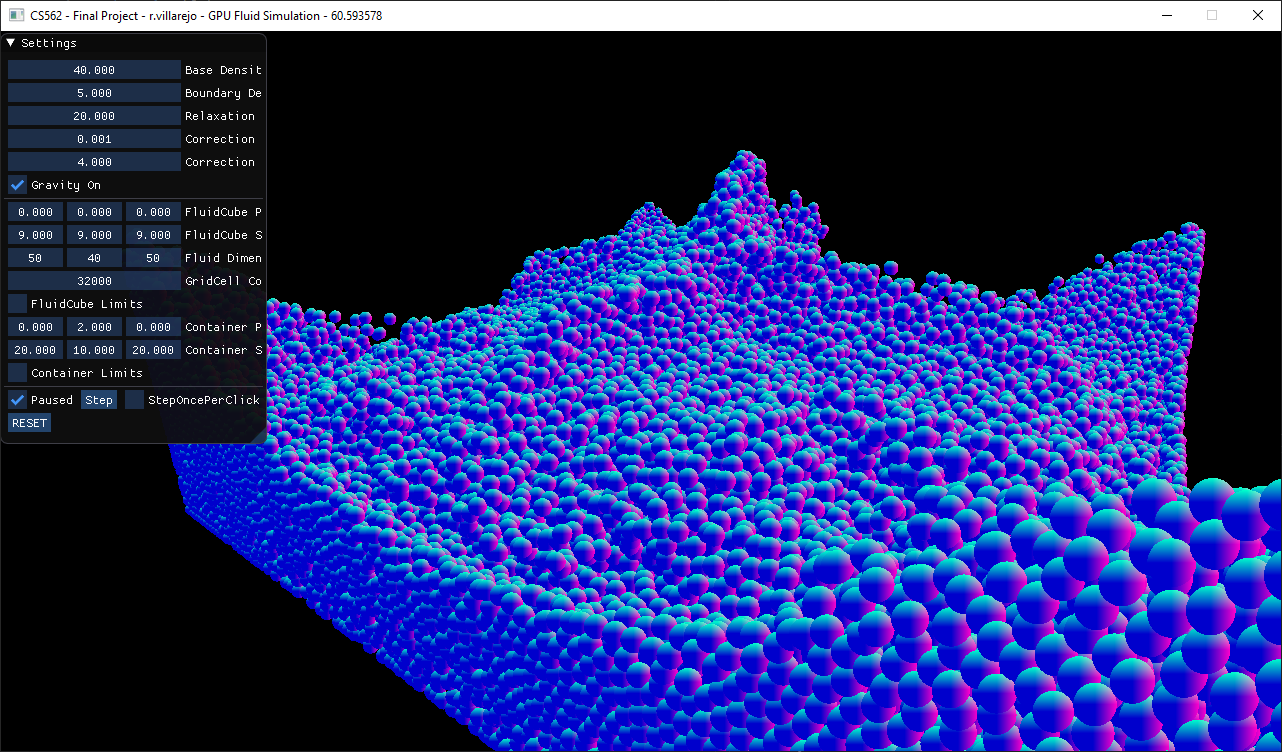 CS562 - Final Project - r.villarejo - GPU Fluid Simulation - 60.593578
Settings
40.000 Base Densit
5.000 Boundary De
20.000 Relaxation
0.001 Correction
4.000 Correction
Gravity On
0.000 0.000 0.000 FluidCube P
9.000 9.000 9.000 FluidCube S
50 40 50 Fluid Dimen
32000 GridCell Co
FluidCube Limits
0.000 2.000 0.000 Container P
20.000 10.000 20.000 Container S
Container Limits
Paused Step StepOncePerClick
RESET